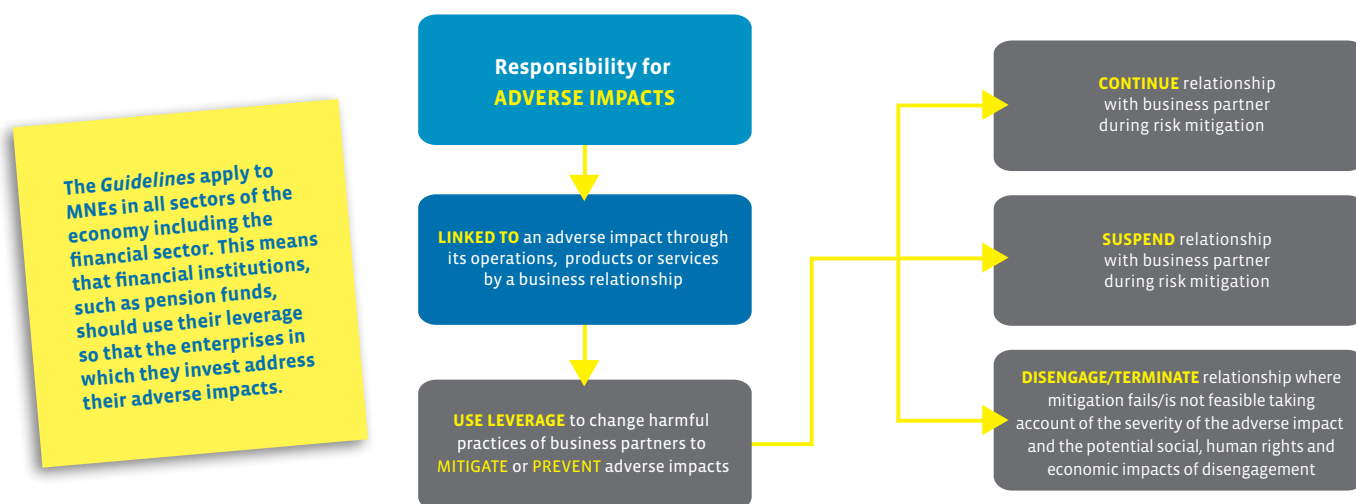 The Guidelines apply to
MNEs in all sectors of the
economy including the
financial sector. This means
that financial institutions,
such as pension funds,
should use their leverage
so that the enterprises in
which they invest address
their adverse impacts.
Responsibility for
ADVERSE IMPACTS
LINKED TO an adverse impact through
its operations, products or services
by a business relationship
USE LEVERAGE to change harmful
practices of business partners to
MITIGATE or PREVENT adverse impacts
CONTINUE relationship
with business partner
during risk mitigation
SUSPEND relationship
with business partner
during risk mitigation
DISENGAGE/TERMINATE relationship where
mitigation fails/is not feasible taking
account of the severity of the adverse impact
and the potential social, human rights and
economic impacts of disengagement